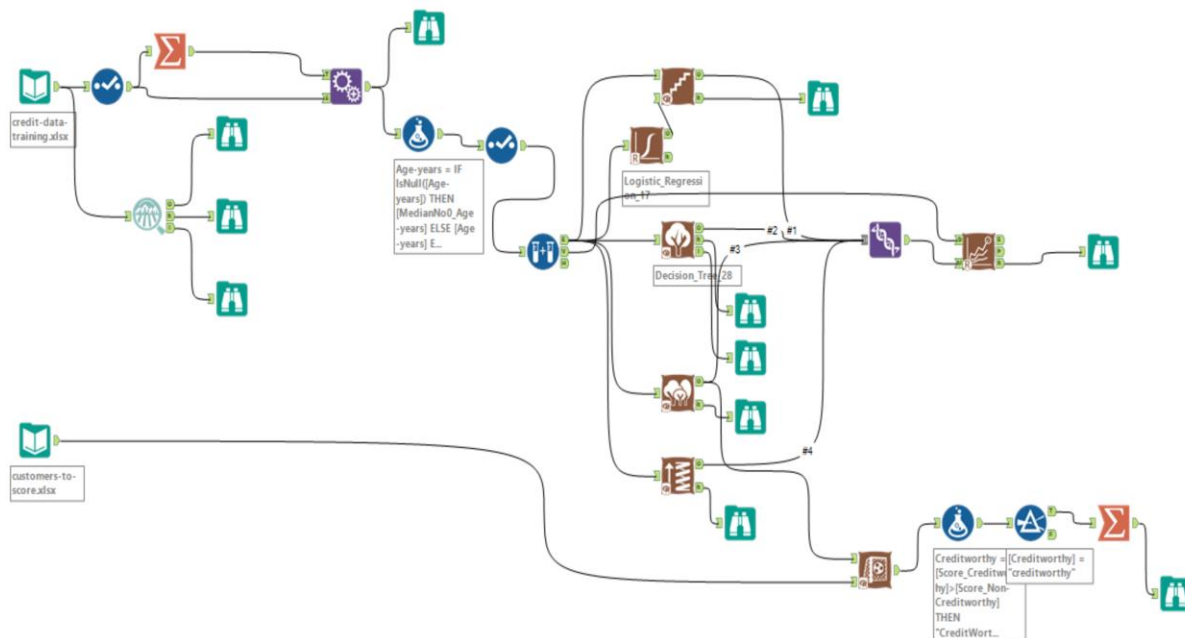 credit-data-
training.xlsx
Age-years = IF
IsNull([Age-
years]) THEN
[MedianNo0_Age
-years] ELSE [Age
-years] E...
Logistic_Regressi
on_17
#2
#1
#3
Decision_Tree_28
#4
customers-to-
score.xlsx
Creditworthy =
[Score_Creditwo
hy]>[Score_Non-
Creditworthy]
THEN
"CreditWort...
[Creditworthy] =
"creditworthy"